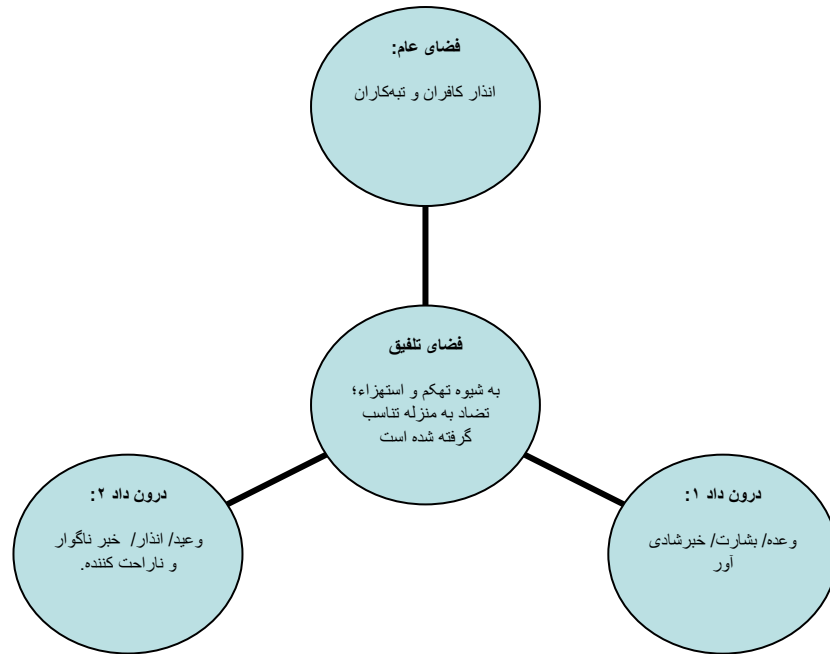 فضای عام:
انذار کافران و تبه‌کاران
فضای تلفیق
به شیوه تهکم و استهزاء؛
تضاد به منزله تناسب
گرفته شده است
درون داد ۱:
وعده/ بشارت/ خبرشادی
آور
درون داد ۲:
وعید/ انذار/ خبر ناگوار
و ناراحت کننده.